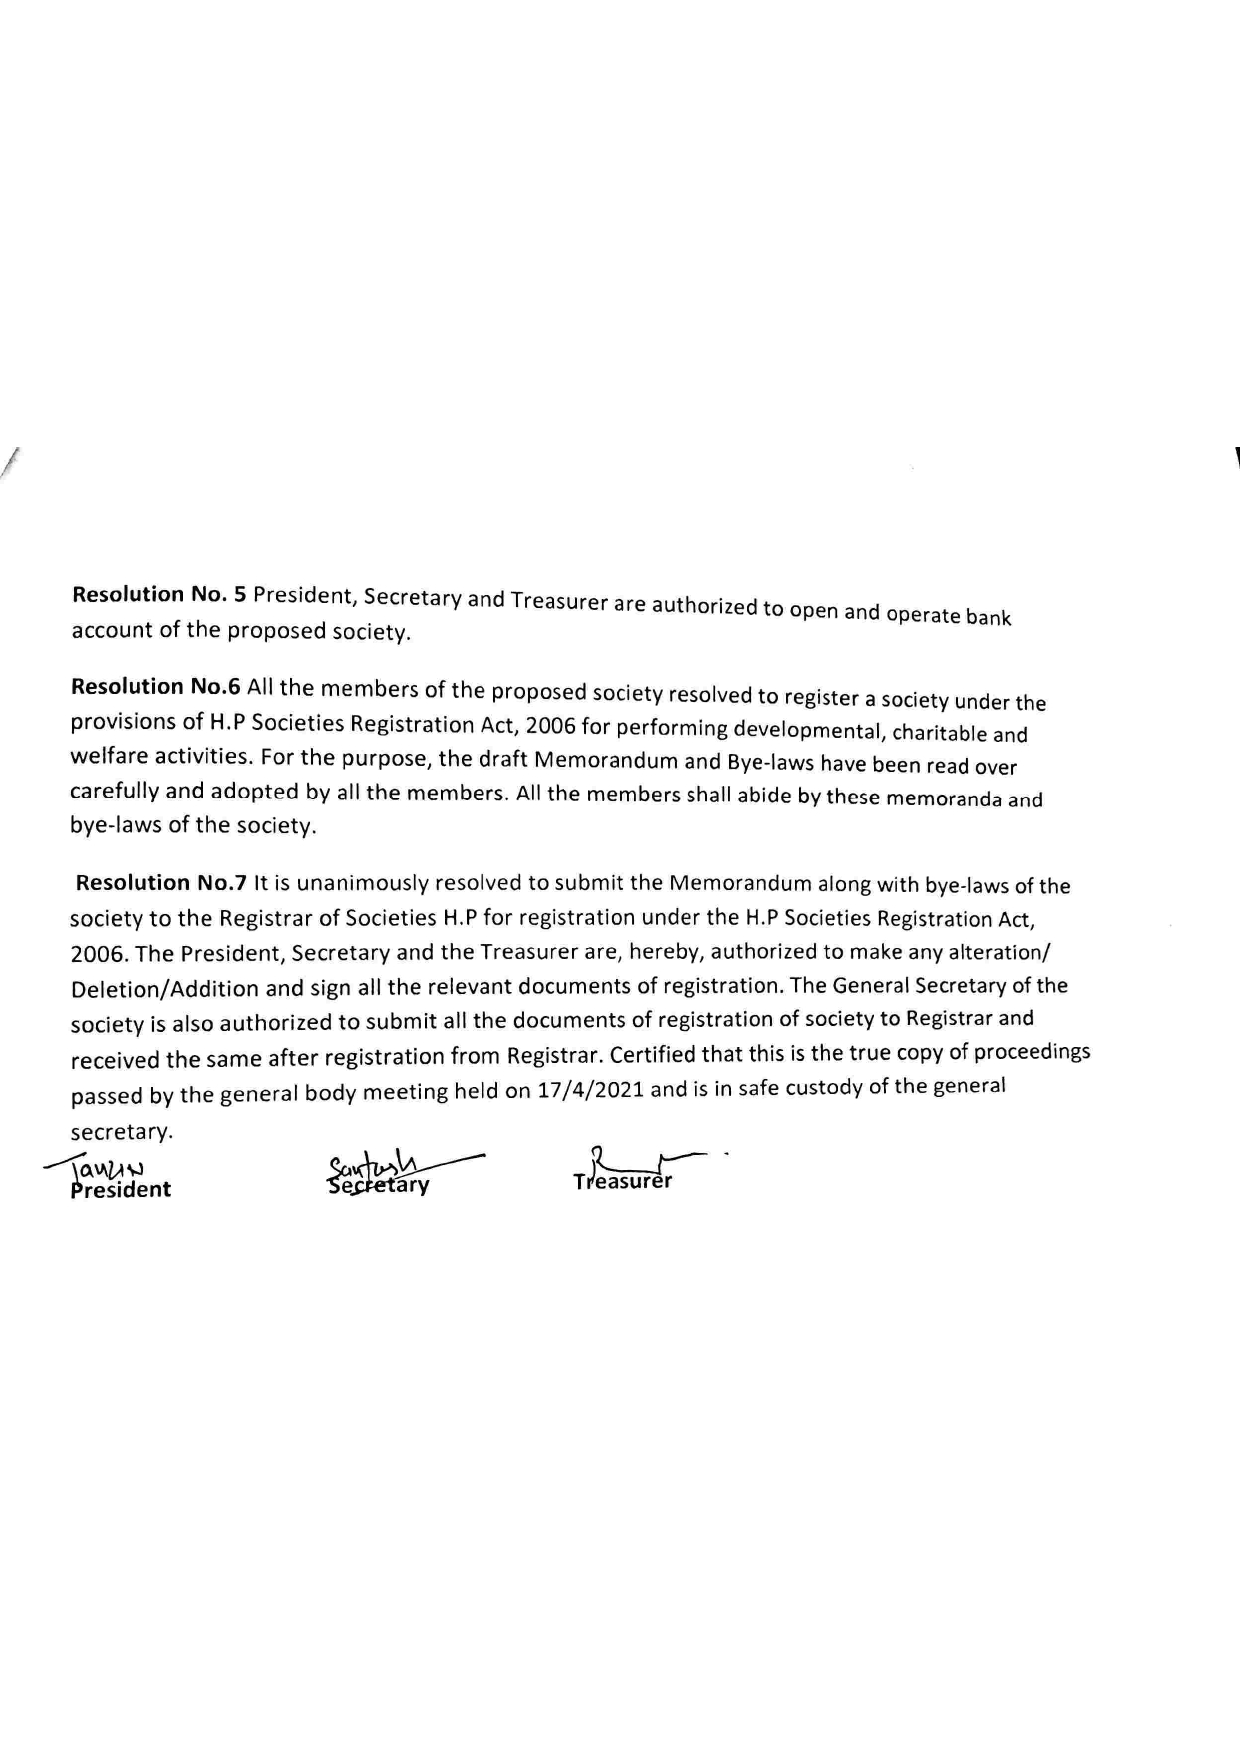 Resolution No. 5 President, Secretary and Treasurer are authorized to open and operate bank
account of the proposed society.
Resolution No.6 All the members of the proposed society resolved to register a society under the
provisions of H.P Societies Registration Act, 2006 for performing developmental, charitable and
welfare activities. For the purpose, the draft Memorandum and Bye-laws have been read over
carefully and adopted by all the members. All the members shall abide by these memoranda and
bye-laws of the society.
Resolution No.7 It is unanimously resolved to submit the Memorandum along with bye-laws of the
society to the Registrar of Societies H.P for registration under the H.P Societies Registration Act,
2006. The President, Secretary and the Treasurer are, hereby, authorized to make any alteration/
Deletion/Addition and sign all the relevant documents of registration. The General Secretary of the
society is also authorized to submit all the documents of registration of society to Registrar and
received the same after registration from Registrar. Certified that this is the true copy of proceedings
passed by the general body meeting held on 17/4/2021 and is in safe custody of the general
secretary.
Santosh
President Secretary Treasurer